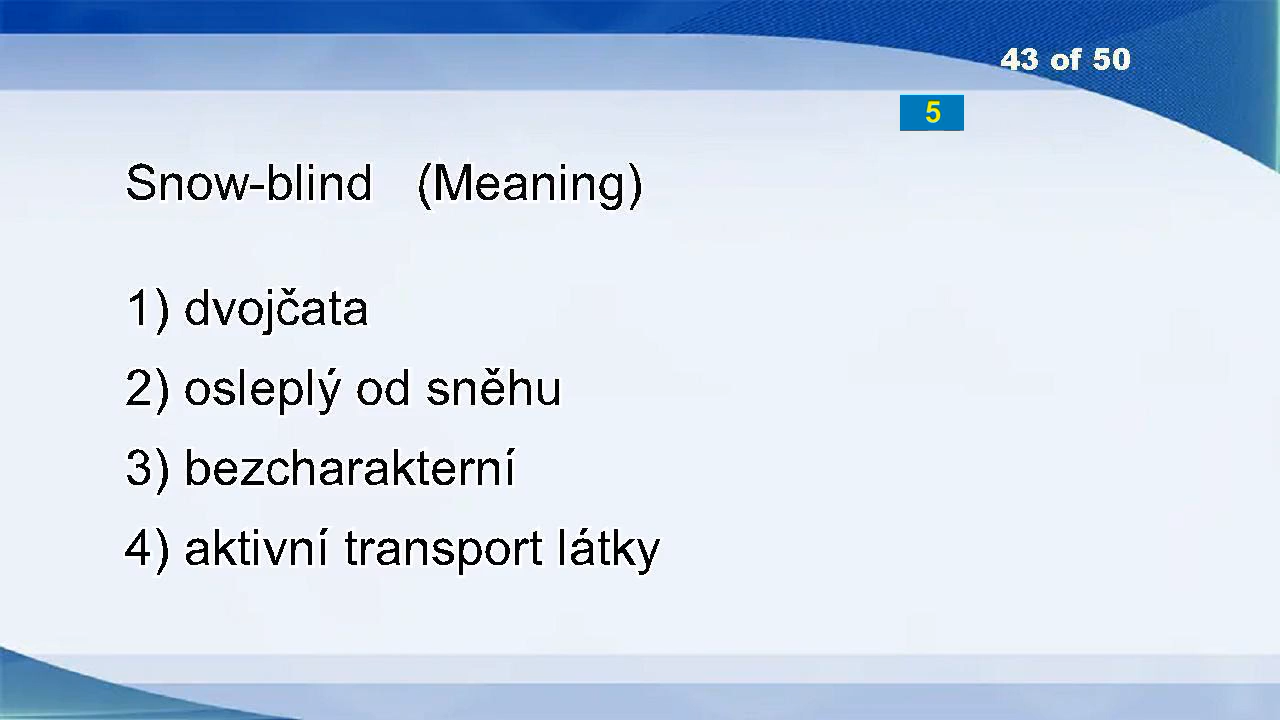 43 of 50
5
Snow-blind (Meaning)
1) dvojčata
2) osleplý od sněhu
3) bezcharakterní
4) aktivní transport látky